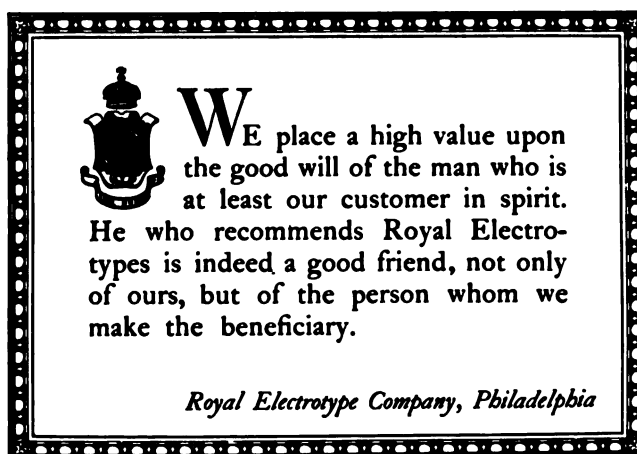 WE place a high value upon
the good will of the man who is
at least our customer in spirit.
He who recommends Royal Electro-
types is indeed a good friend, not only
of ours, but of the person whom we
make the beneficiary.
Royal Electrotype Company, Philadelphia